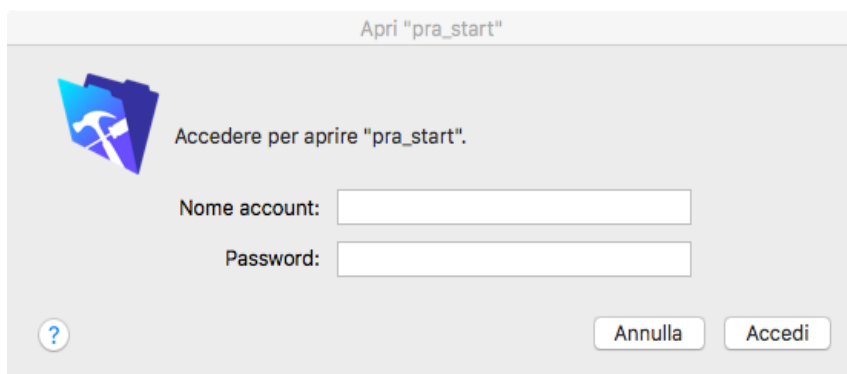 Apri "pra_start"
Accedere per aprire "pra_start".
Nome account:
Password:
?
Annulla
Accedi